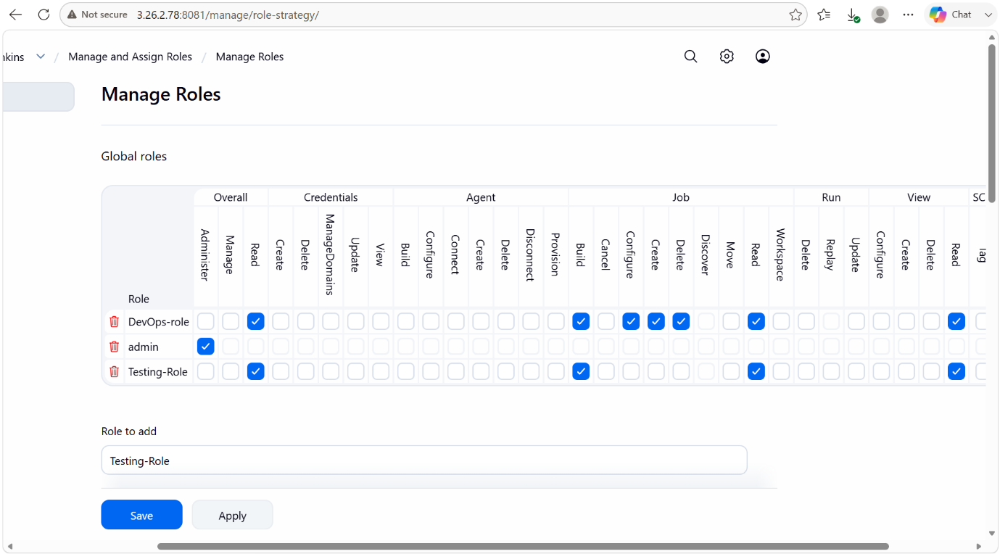 Not secure 3.26.2.78:8081/manage/role-strategy/ Chat
nkins / Manage and Assign Roles / Manage Roles
Manage Roles
Global roles
Overall Credentials Agent Job Run View SC
Role Administer Manage Read Create Delete ManageDomains Update View Build Configure Connect Create Delete Disconnect Provision Build Cancel Configure Create Delete Discover Move Read Workspace Delete Replay Update Configure Create Delete Read Tag
DevOps-role
admin
Testing-Role
Role to add
Testing-Role
Save Apply